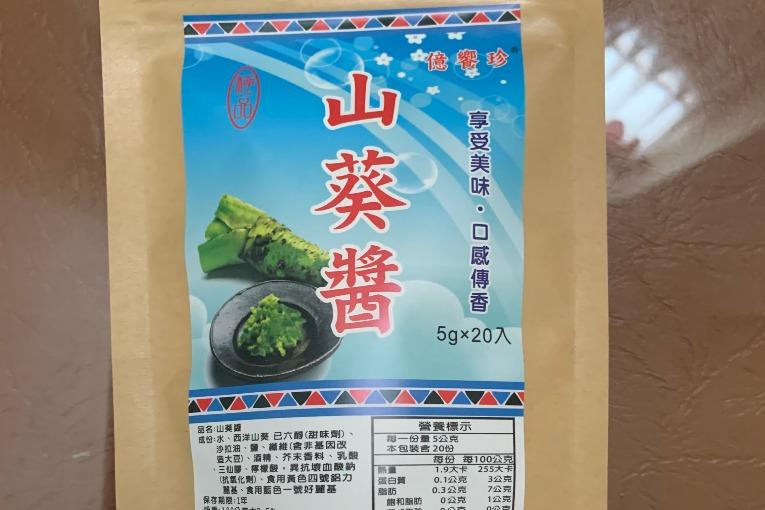 億饗珍®
山葵醬
享受美味・口感傳香
5g×20入
品名:山葵醬
成份:水、西洋山葵 己六醇(甜味劑)、
沙拉油、鹽、纖維(含非基因改
造大豆)、酒精、芥末香料、乳酸
、三仙膠、檸檬酸,異抗壞血酸鈉
(抗氧化劑)、食用黃色四號鋁力
麗基、食用藍色一號好麗基
保存期限:1年
營養標示
每一份量 5公克
本包裝含 20份
每份 每100公克
熱量 1.9大卡 255大卡
蛋白質 0.1公克 3公克
脂肪 0.3公克 7公克
飽和脂肪 0公克 1公克